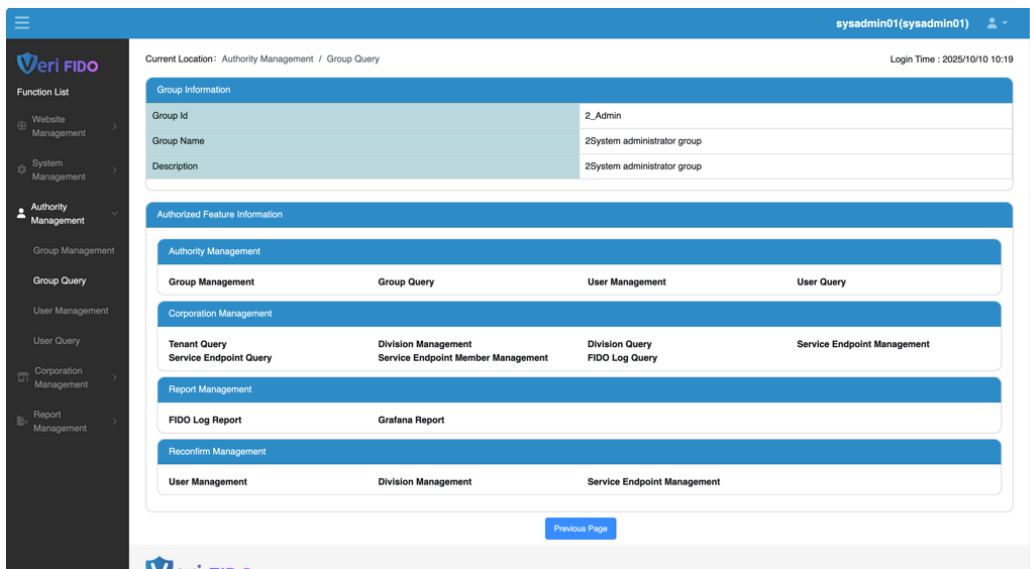 sysadmin01(sysadmin01)
Veri FIDO
Function List
Website Management
System Management
Authority Management
Group Management
Group Query
User Management
User Query
Corporation Management
Report Management
Current Location： Authority Management / Group Query
Login Time : 2025/10/10 10:19
Group Information
Group Id 2_Admin
Group Name 2System administrator group
Description 2System administrator group
Authorized Feature Information
Authority Management
Group Management Group Query User Management User Query
Corporation Management
Tenant Query Division Management Division Query Service Endpoint Management
Service Endpoint Query Service Endpoint Member Management FIDO Log Query
Report Management
FIDO Log Report Grafana Report
Reconfirm Management
User Management Division Management Service Endpoint Management
Previous Page
Veri FIDO